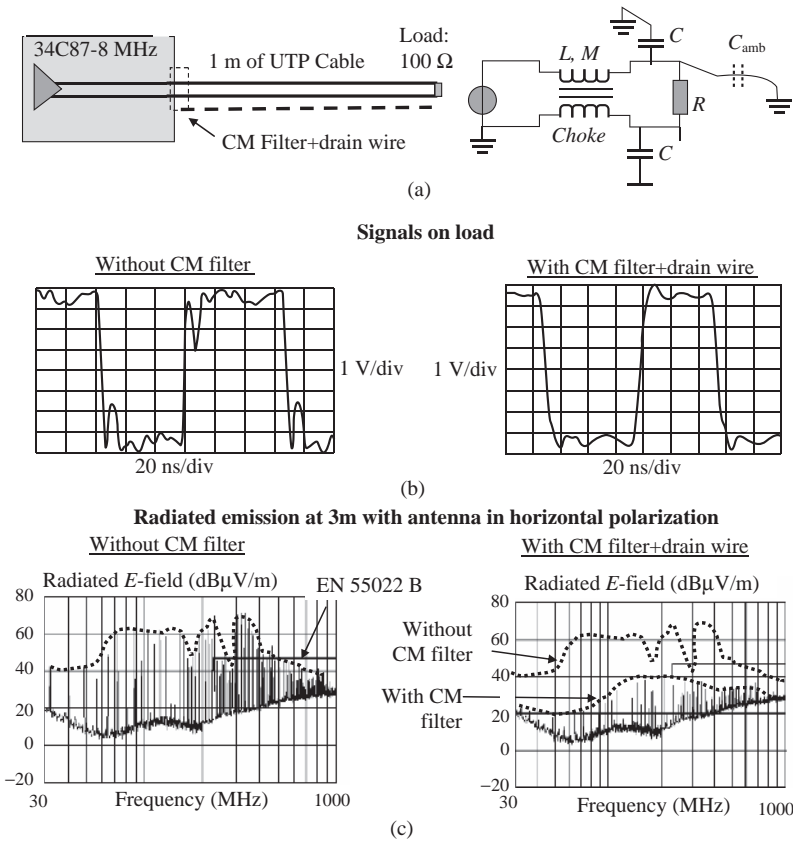 34C87-8 MHz
1 m of UTP Cable
Load:
100 Ω
CM Filter+drain wire
L, M
Choke
C
C
R
Camb
(a)
Signals on load
Without CM filter
With CM filter+drain wire
1 V/div
1 V/div
20 ns/div
20 ns/div
(b)
Radiated emission at 3m with antenna in horizontal polarization
Without CM filter
With CM filter+drain wire
Radiated E-field (dBµV/m)
EN 55022 B
80
60
40
20
0
−20
30
Frequency (MHz)
1000
Radiated E-field (dBµV/m)
Without
CM filter
With CM
filter
80
60
40
20
0
−20
30
Frequency (MHz)
1000
(c)